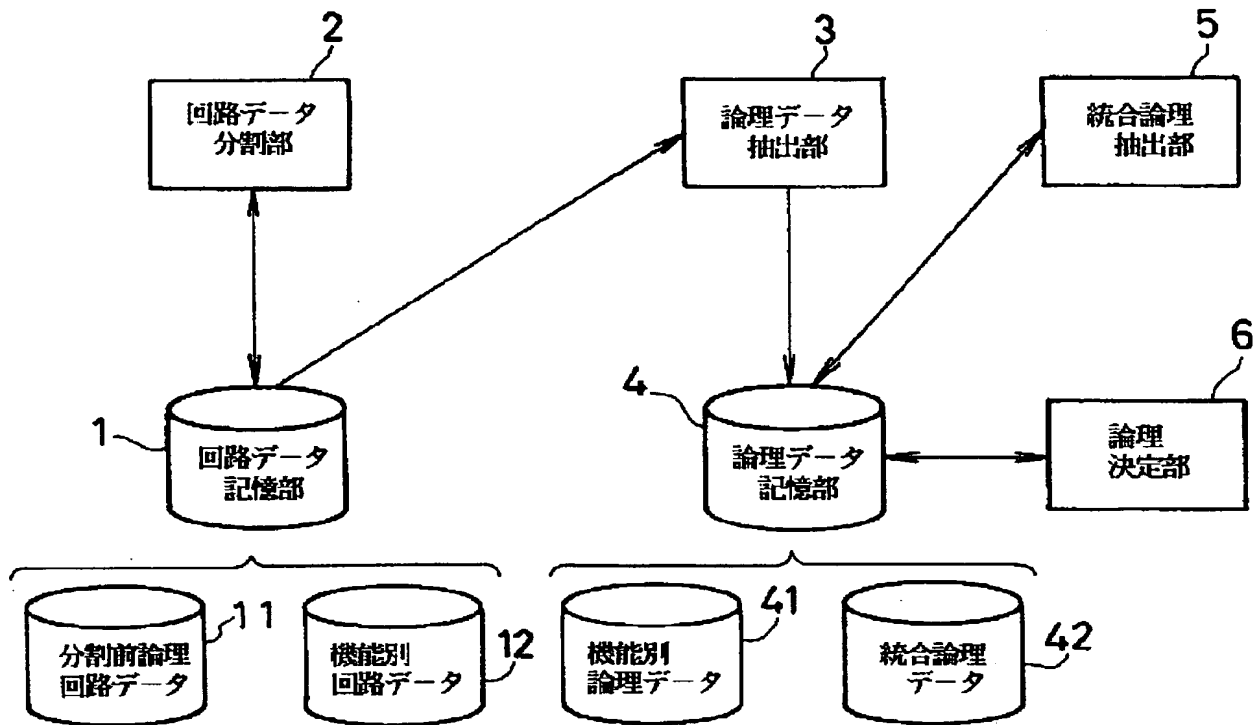 2
3
5
回路データ
分割部
論理データ
抽出部
統合論理
抽出部
1
回路データ
記憶部
4
論理データ
記憶部
6
論理
決定部
分割前論理
回路データ
11
機能別
回路データ
12
機能別
論理データ
41
統合論理
データ
42